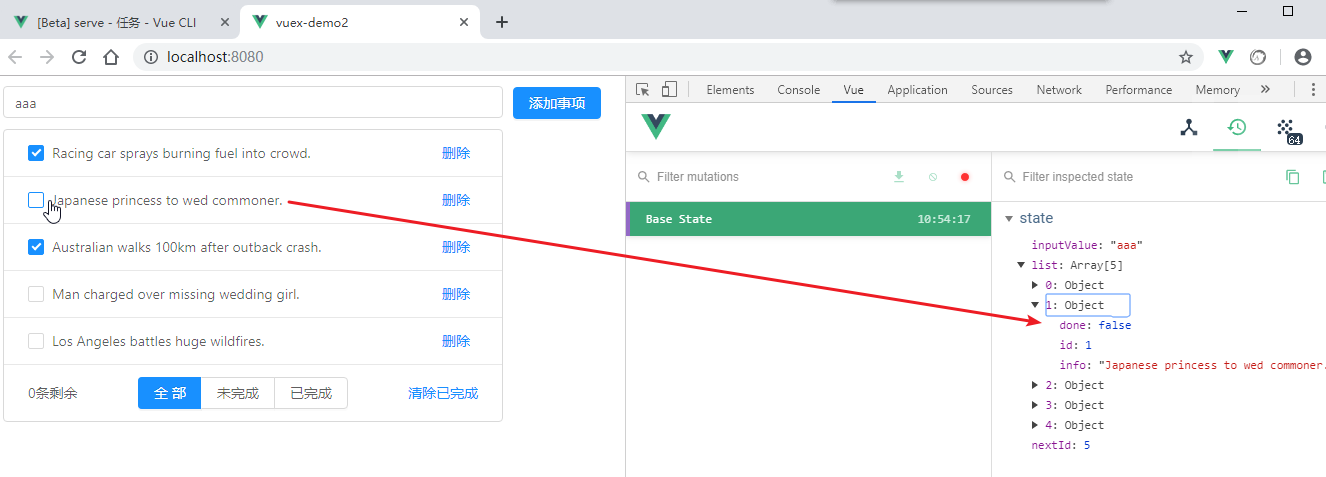 [Beta] serve - 任务 - Vue CLI
vuex-demo2
localhost:8080
aaa
添加事项
Racing car sprays burning fuel into crowd.
删除
Japanese princess to wed commoner.
删除
Australian walks 100km after outback crash.
删除
Man charged over missing wedding girl.
删除
Los Angeles battles huge wildfires.
删除
0条剩余
全 部
未完成
已完成
清除已完成
Elements
Console
Vue
Application
Sources
Network
Performance
Memory
»
64
Filter mutations
Base State
10:54:17
Filter inspected state
state
inputValue: "aaa"
list: Array[5]
0: Object
1: Object
done: false
id: 1
info: "Japanese princess to wed commoner.
2: Object
3: Object
4: Object
nextId: 5